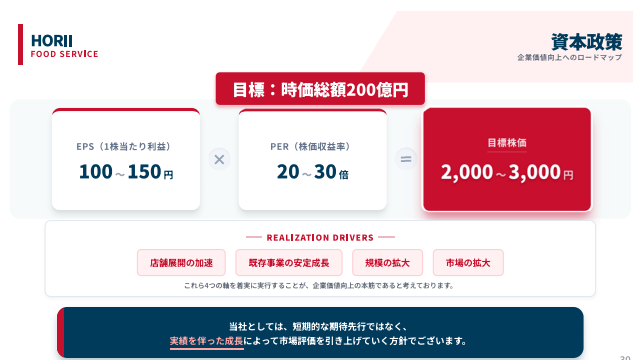 HORII
FOOD SERVICE
資本政策
企業価値向上へのロードマップ
目標：時価総額200億円
EPS（1株当たり利益）
100～150円
×
PER（株価収益率）
20～30倍
=
目標株価
2,000～3,000円
REALIZATION DRIVERS
店舗展開の加速
既存事業の安定成長
規模の拡大
市場の拡大
これら4つの軸を着実に実行することが、企業価値向上の本筋であると考えております。
当社としては、短期的な期待先行ではなく、
実績を伴った成長によって市場評価を引き上げていく方針でございます。